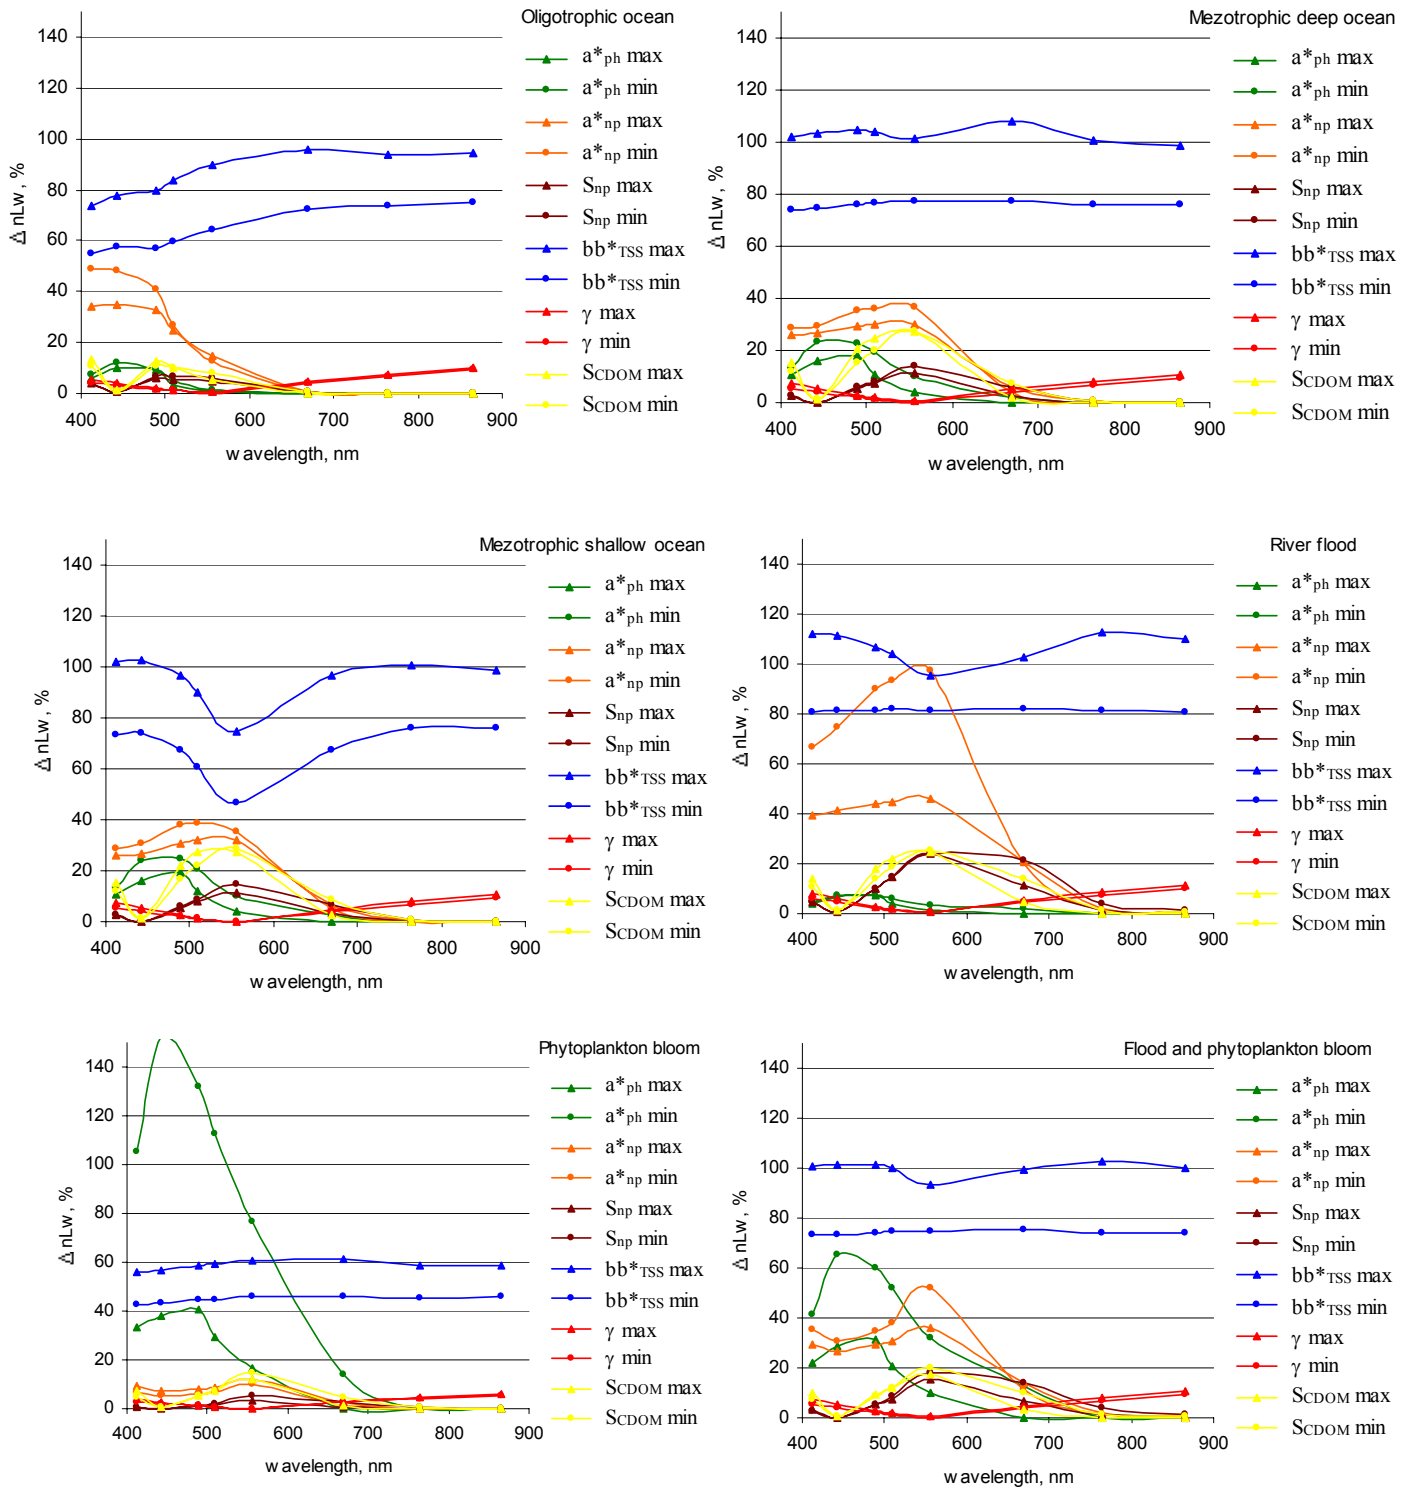 Oligotrophic ocean
140
120
100
80
60
40
20
0
Δ nLw, %
400 500 600 700 800 900
wavelength, nm
a*ph max
a*ph min
a*np max
a*np min
Snp max
Snp min
bb*TSS max
bb*TSS min
γ max
γ min
SCDOM max
SCDOM min
Mezotrophic deep ocean
140
120
100
80
60
40
20
0
Δ nLw, %
400 500 600 700 800 900
wavelength, nm
a*ph max
a*ph min
a*np max
a*np min
Snp max
Snp min
bb*TSS max
bb*TSS min
γ max
γ min
SCDOM max
SCDOM min
Mezotrophic shallow ocean
140
120
100
80
60
40
20
0
Δ nLw, %
400 500 600 700 800 900
wavelength, nm
a*ph max
a*ph min
a*np max
a*np min
Snp max
Snp min
bb*TSS max
bb*TSS min
γ max
γ min
SCDOM max
SCDOM min
River flood
140
120
100
80
60
40
20
0
Δ nLw, %
400 500 600 700 800 900
wavelength, nm
a*ph max
a*ph min
a*np max
a*np min
Snp max
Snp min
bb*TSS max
bb*TSS min
γ max
γ min
SCDOM max
SCDOM min
Phytoplankton bloom
140
120
100
80
60
40
20
0
Δ nLw, %
400 500 600 700 800 900
wavelength, nm
a*ph max
a*ph min
a*np max
a*np min
Snp max
Snp min
bb*TSS max
bb*TSS min
γ max
γ min
SCDOM max
SCDOM min
Flood and phytoplankton bloom
140
120
100
80
60
40
20
0
Δ nLw, %
400 500 600 700 800 900
wavelength, nm
a*ph max
a*ph min
a*np max
a*np min
Snp max
Snp min
bb*TSS max
bb*TSS min
γ max
γ min
SCDOM max
SCDOM min